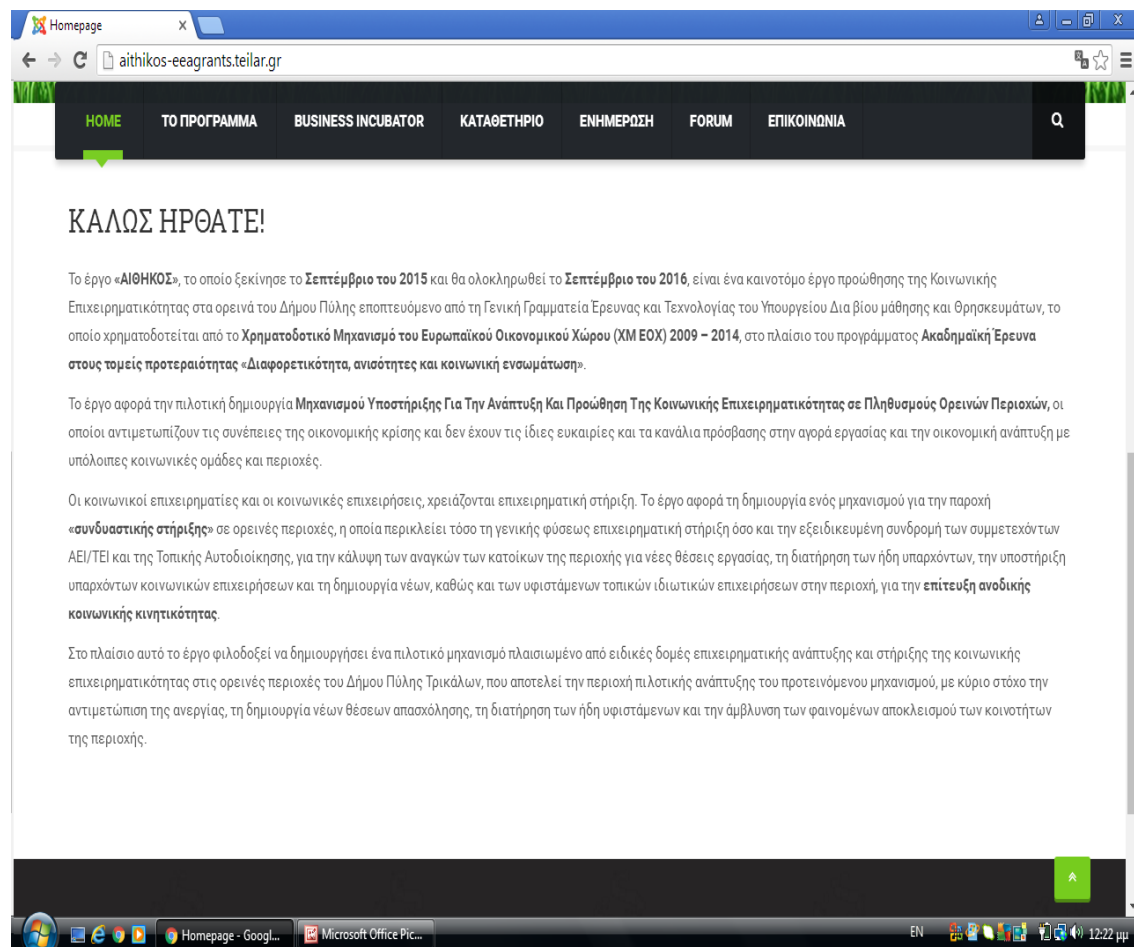 Homepage
aithikos-eeagrants.teilar.gr
HOME ΤΟ ΠΡΟΓΡΑΜΜΑ BUSINESS INCUBATOR ΚΑΤΑΘΕΤΗΡΙΟ ΕΝΗΜΕΡΩΣΗ FORUM ΕΠΙΚΟΙΝΩΝΙΑ
ΚΑΛΩΣ ΗΡΘΑΤΕ!
Το έργο «ΑΙΘΗΚΟΣ», το οποίο ξεκίνησε το Σεπτέμβριο του 2015 και θα ολοκληρωθεί το Σεπτέμβριο του 2016, είναι ένα καινοτόμο έργο προώθησης της Κοινωνικής
Επιχειρηματικότητας στα ορεινά του Δήμου Πύλης εποπτευόμενο από τη Γενική Γραμματεία Έρευνας και Τεχνολογίας του Υπουργείου Δια βίου μάθησης και Θρησκευμάτων, το
οποίο χρηματοδοτείται από το Χρηματοδοτικό Μηχανισμό του Ευρωπαϊκού Οικονομικού Χώρου (ΧΜ ΕΟΧ) 2009 – 2014, στο πλαίσιο του προγράμματος Ακαδημαϊκή Έρευνα
στους τομείς προτεραιότητας «Διαφορετικότητα, ανισότητες και κοινωνική ενσωμάτωση».
Το έργο αφορά την πιλοτική δημιουργία Μηχανισμού Υποστήριξης Για Την Ανάπτυξη Και Προώθηση Της Κοινωνικής Επιχειρηματικότητας σε Πληθυσμούς Ορεινών Περιοχών, οι
οποίοι αντιμετωπίζουν τις συνέπειες της οικονομικής κρίσης και δεν έχουν τις ίδιες ευκαιρίες και τα κανάλια πρόσβασης στην αγορά εργασίας και την οικονομική ανάπτυξη με
υπόλοιπες κοινωνικές ομάδες και περιοχές.
Οι κοινωνικοί επιχειρηματίες και οι κοινωνικές επιχειρήσεις, χρειάζονται επιχειρηματική στήριξη. Το έργο αφορά τη δημιουργία ενός μηχανισμού για την παροχή
«συνδυαστικής στήριξης» σε ορεινές περιοχές, η οποία περικλείει τόσο τη γενικής φύσεως επιχειρηματική στήριξη όσο και την εξειδικευμένη συνδρομή των συμμετεχόντων
ΑΕΙ/ΤΕΙ και της Τοπικής Αυτοδιοίκησης, για την κάλυψη των αναγκών των κατοίκων της περιοχής για νέες θέσεις εργασίας, τη διατήρηση των ήδη υπαρχόντων, την υποστήριξη
υπαρχόντων κοινωνικών επιχειρήσεων και τη δημιουργία νέων, καθώς και των υφιστάμενων τοπικών ιδιωτικών επιχειρήσεων στην περιοχή, για την επίτευξη ανοδικής
κοινωνικής κινητικότητας.
Στο πλαίσιο αυτό το έργο φιλοδοξεί να δημιουργήσει ένα πιλοτικό μηχανισμό πλαισιωμένο από ειδικές δομές επιχειρηματικής ανάπτυξης και στήριξης της κοινωνικής
επιχειρηματικότητας στις ορεινές περιοχές του Δήμου Πύλης Τρικάλων, που αποτελεί την περιοχή πιλοτικής ανάπτυξης του προτεινόμενου μηχανισμού, με κύριο στόχο την
αντιμετώπιση της ανεργίας, τη δημιουργία νέων θέσεων απασχόλησης, τη διατήρηση των ήδη υφιστάμενων και την άμβλυνση των φαινομένων αποκλεισμού των κοινοτήτων
της περιοχής.
Homepage - Googl... Microsoft Office Pic... EN 12:22 μμ